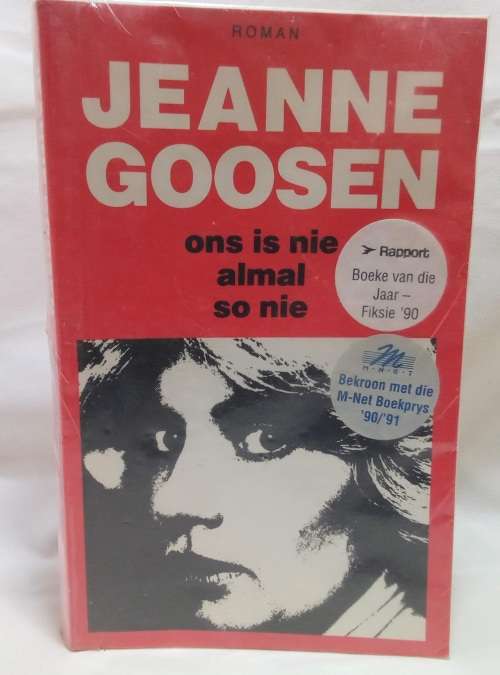 ROMAN
JEANNE
GOOSEN
ons is nie
almal
so nie
Rapport
Boeke van die
Jaar –
Fiksie '90
M·N·E·T
Bekroon met die
M-Net Boekprys
'90/'91